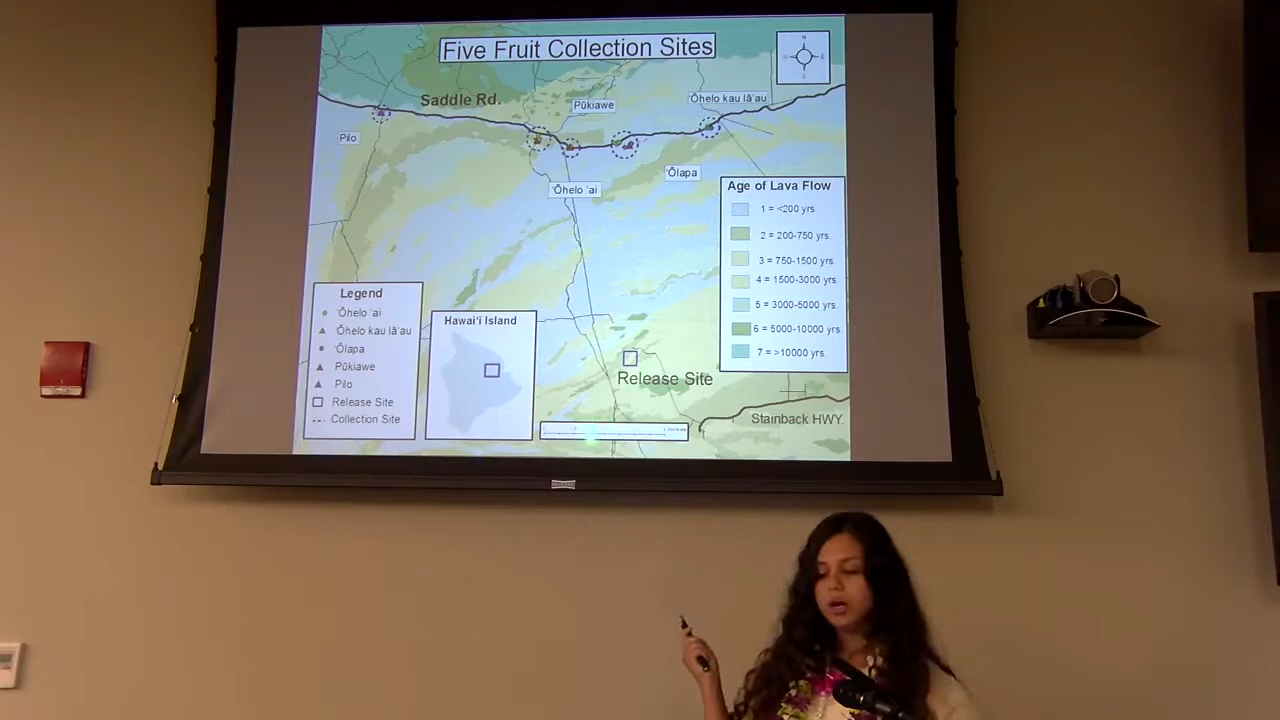 Five Fruit Collection Sites
N
Saddle Rd.
Pūkiawe
ʻŌhelo kau lāʻau
Pilo
ʻŌhelo ʻai
ʻŌlapa
Age of Lava Flow
1 = <200 yrs
2 = 200-750 yrs.
3 = 750-1500 yrs.
4 = 1500-3000 yrs.
5 = 3000-5000 yrs.
6 = 5000-10000 yrs.
7 = >10000 yrs.
Legend
ʻŌhelo ʻai
ʻŌhelo kau lāʻau
ʻŌlapa
Pūkiawe
Pilo
Release Site
Collection Site
Hawaiʻi Island
Release Site
Stainback HWY.